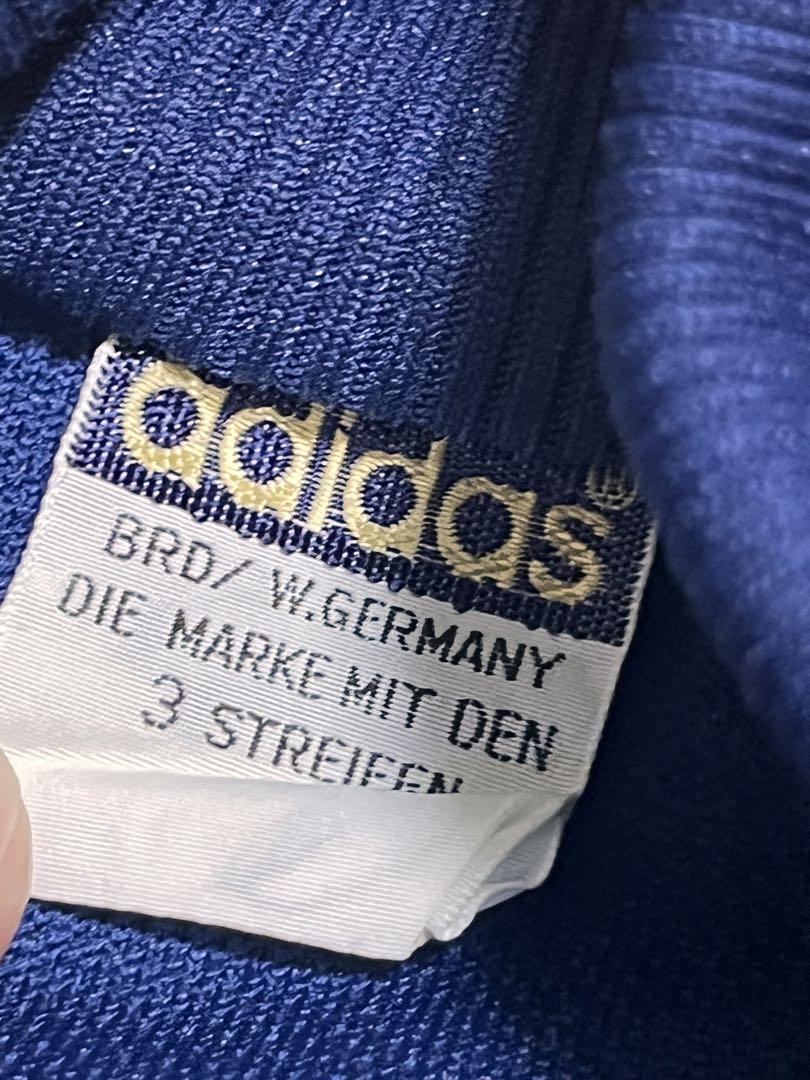 adidas®
BRD/ W.GERMANY
DIE MARKE MIT DEN
3 STREIFEN